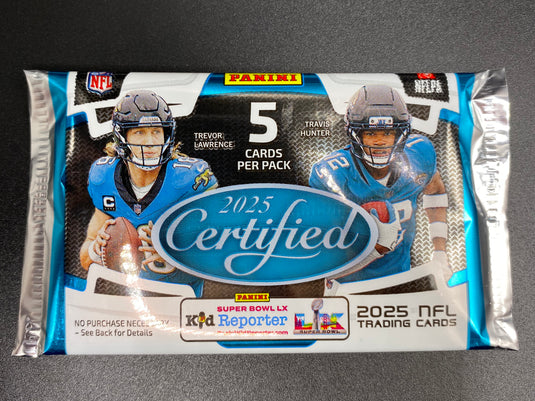 NFL
PANINI
TREVOR
LAWRENCE
5
CARDS
PER PACK
TRAVIS
HUNTER
C
2025
Certified
PANINI
SUPER BOWL LX
Kid Reporter
LX
SUPER BOWL
NO PURCHASE NECESSARY
– See Back for Details
2025 NFL
TRADING CARDS